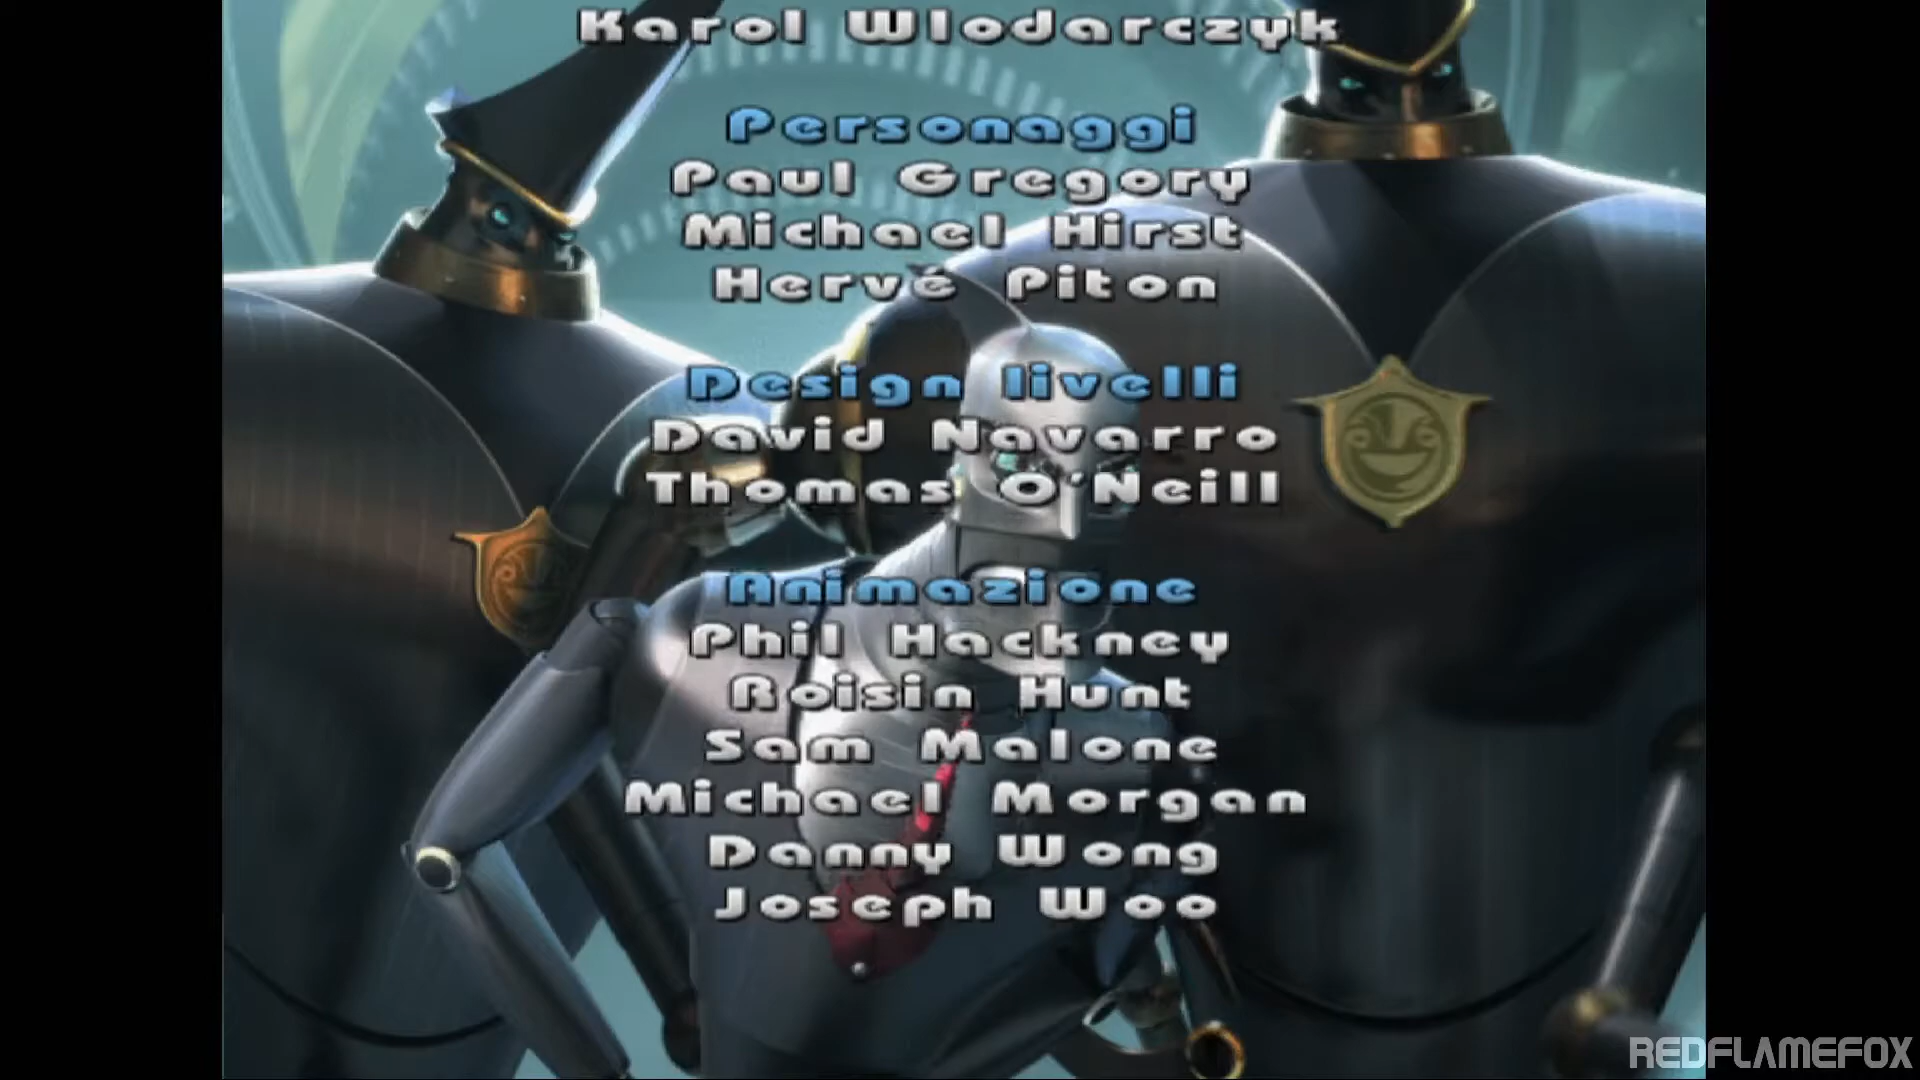 Karol Wlodarczyk
Personaggi
Paul Gregory
Michael Hirst
Hervé Piton
Design livelli
David Navarro
Thomas O'Neill
Animazione
Phil Hackney
Roisin Hunt
Sam Malone
Michael Morgan
Danny Wong
Joseph Woo
REDFLAMEFOX